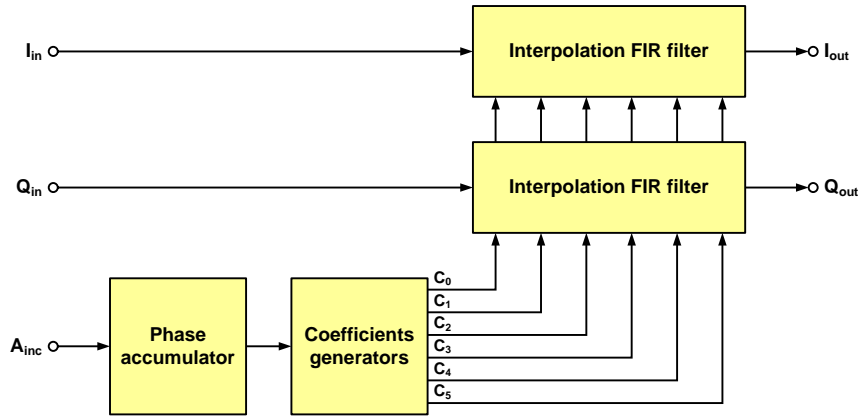 I_in
Interpolation FIR filter
I_out
Q_in
Interpolation FIR filter
Q_out
A_inc
Phase
accumulator
Coefficients
generators
C_0
C_1
C_2
C_3
C_4
C_5